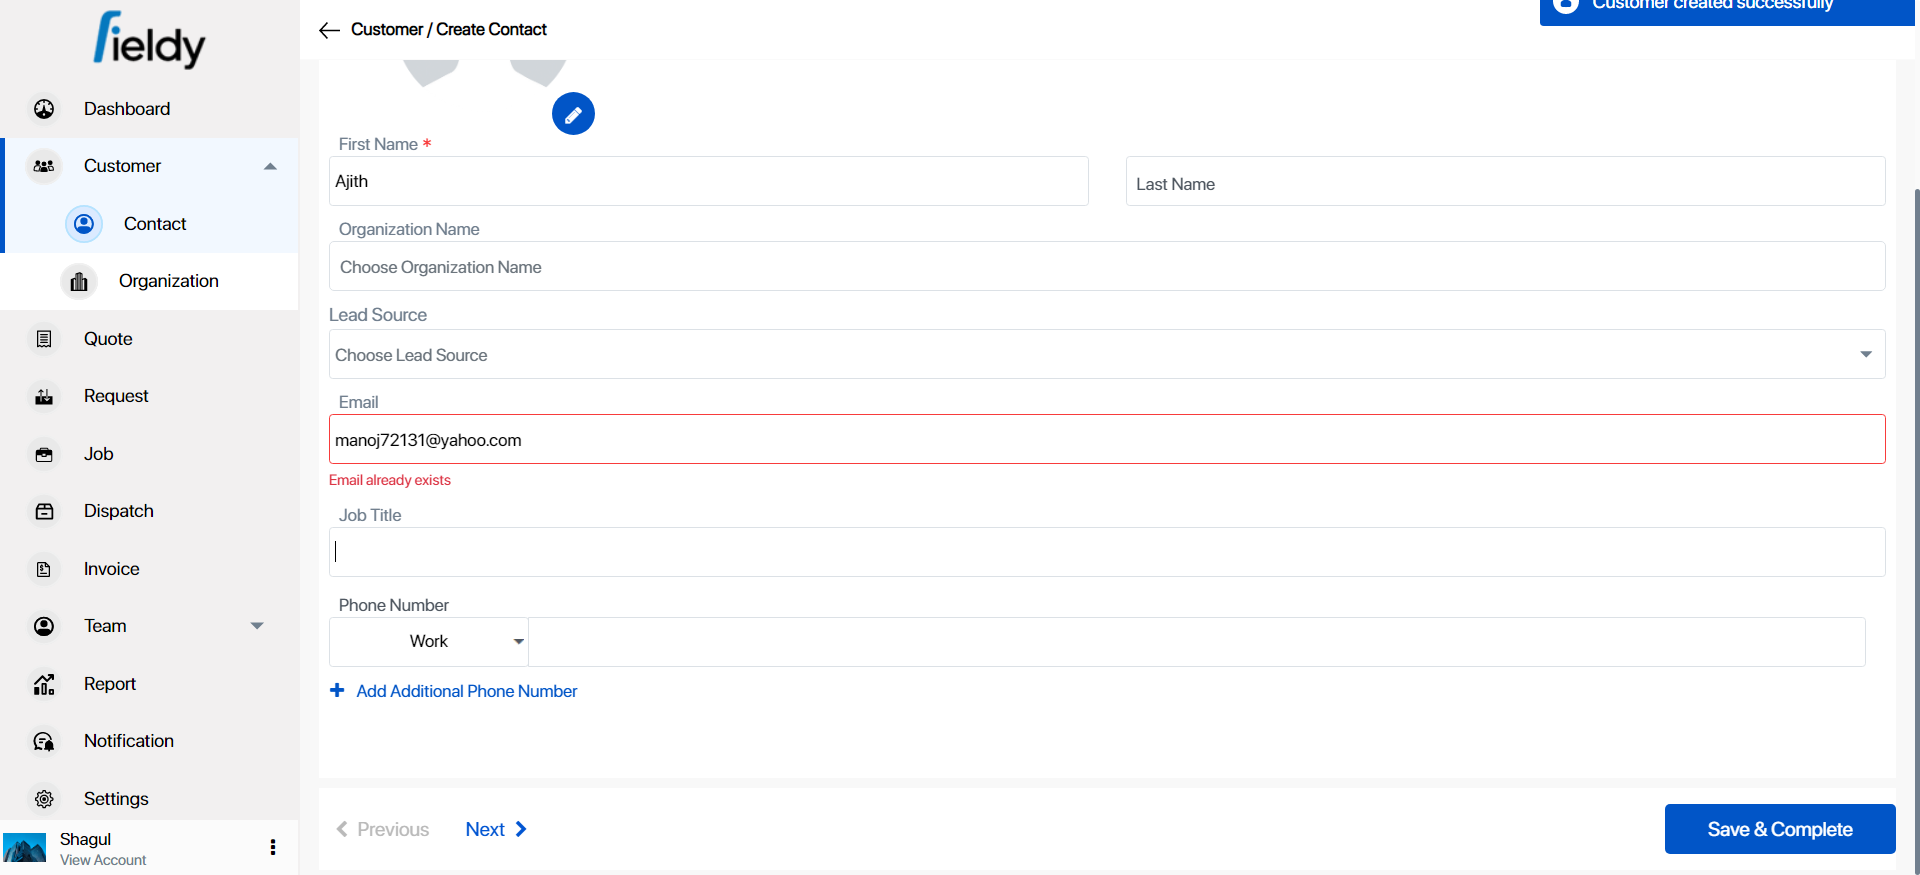 fieldy
Customer created successfully
Customer / Create Contact
Dashboard
Customer
Contact
Organization
Quote
Request
Job
Dispatch
Invoice
Team
Report
Notification
Settings
Shagul
View Account
First Name *
Ajith
Last Name
Organization Name
Choose Organization Name
Lead Source
Choose Lead Source
Email
manoj72131@yahoo.com
Email already exists
Job Title
Phone Number
Work
+ Add Additional Phone Number
Previous
Next
Save & Complete